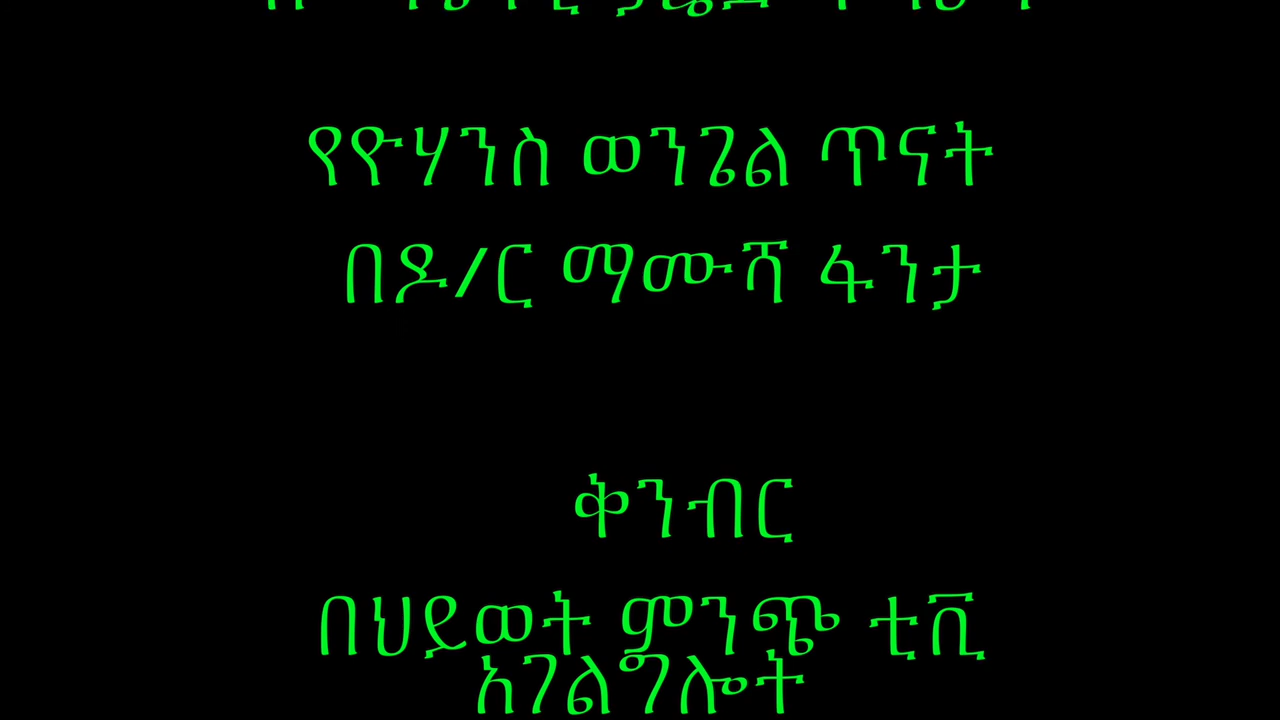 የዮሃንስ ወንጌል ጥናት
በዶ/ር ማሙሻ ፋንታ
ቅንብር
በህይወት ምንጭ ቲቪ
አገልግሎት